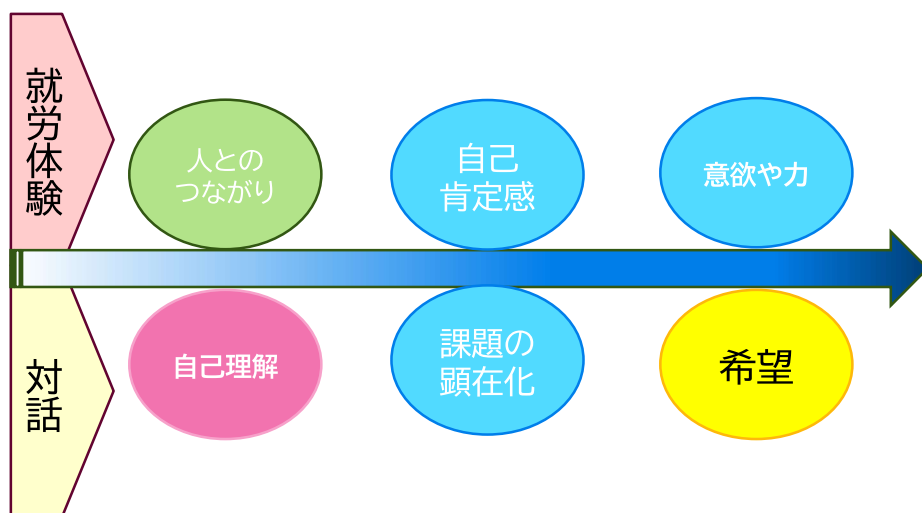 就労体験
人との
つながり
自己
肯定感
意欲や力
対話
自己理解
課題の
顕在化
希望